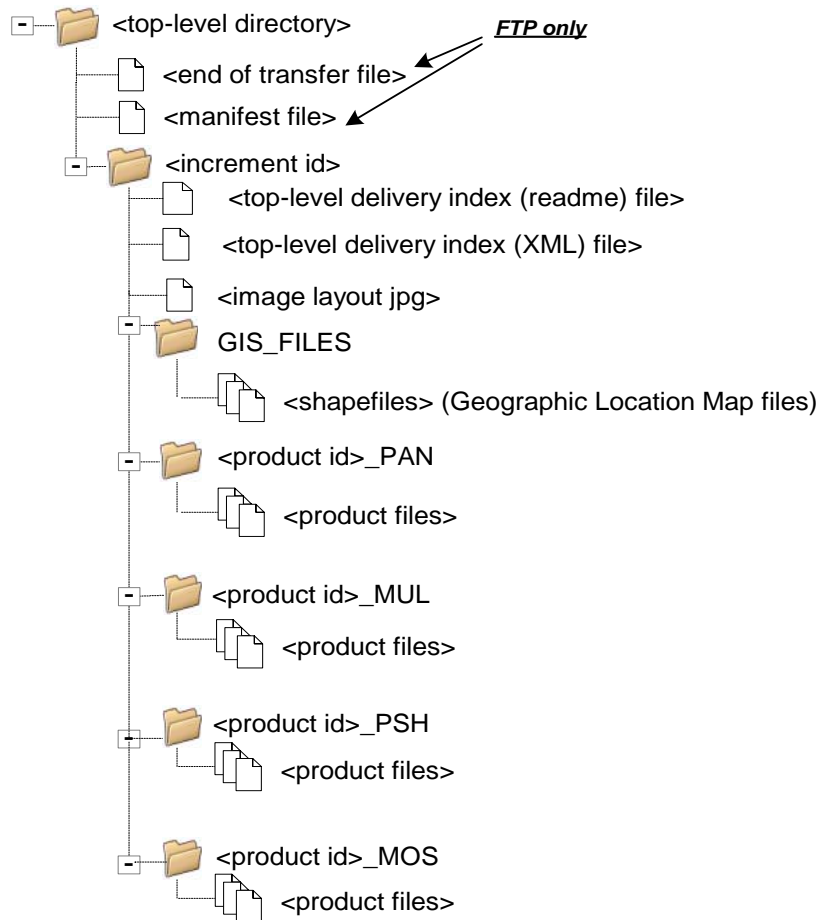 <top-level directory>
FTP only
<end of transfer file>
<manifest file>
<increment id>
<top-level delivery index (readme) file>
<top-level delivery index (XML) file>
<image layout jpg>
GIS_FILES
<shapefiles> (Geographic Location Map files)
<product id>_PAN
<product files>
<product id>_MUL
<product files>
<product id>_PSH
<product files>
<product id>_MOS
<product files>